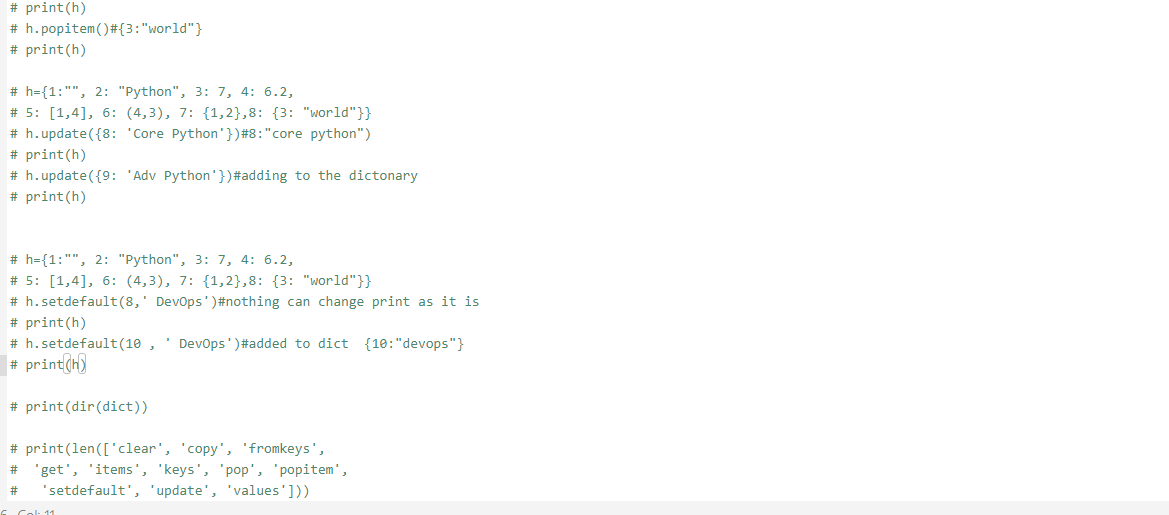 # print(h)
# h.popitem()#{3:"world"}
# print(h)
# h={1:"", 2: "Python", 3: 7, 4: 6.2,
# 5: [1,4], 6: (4,3), 7: {1,2},8: {3: "world"}}
# h.update({8: 'Core Python'})#8:"core python")
# print(h)
# h.update({9: 'Adv Python'})#adding to the dictonary
# print(h)
# h={1:"", 2: "Python", 3: 7, 4: 6.2,
# 5: [1,4], 6: (4,3), 7: {1,2},8: {3: "world"}}
# h.setdefault(8,' DevOps')#nothing can change print as it is
# print(h)
# h.setdefault(10 , ' DevOps')#added to dict  {10:"devops"}
# print(h)
# print(dir(dict))
# print(len(['clear', 'copy', 'fromkeys',
#  'get', 'items', 'keys', 'pop', 'popitem',
#   'setdefault', 'update', 'values']))
6 Col: 11